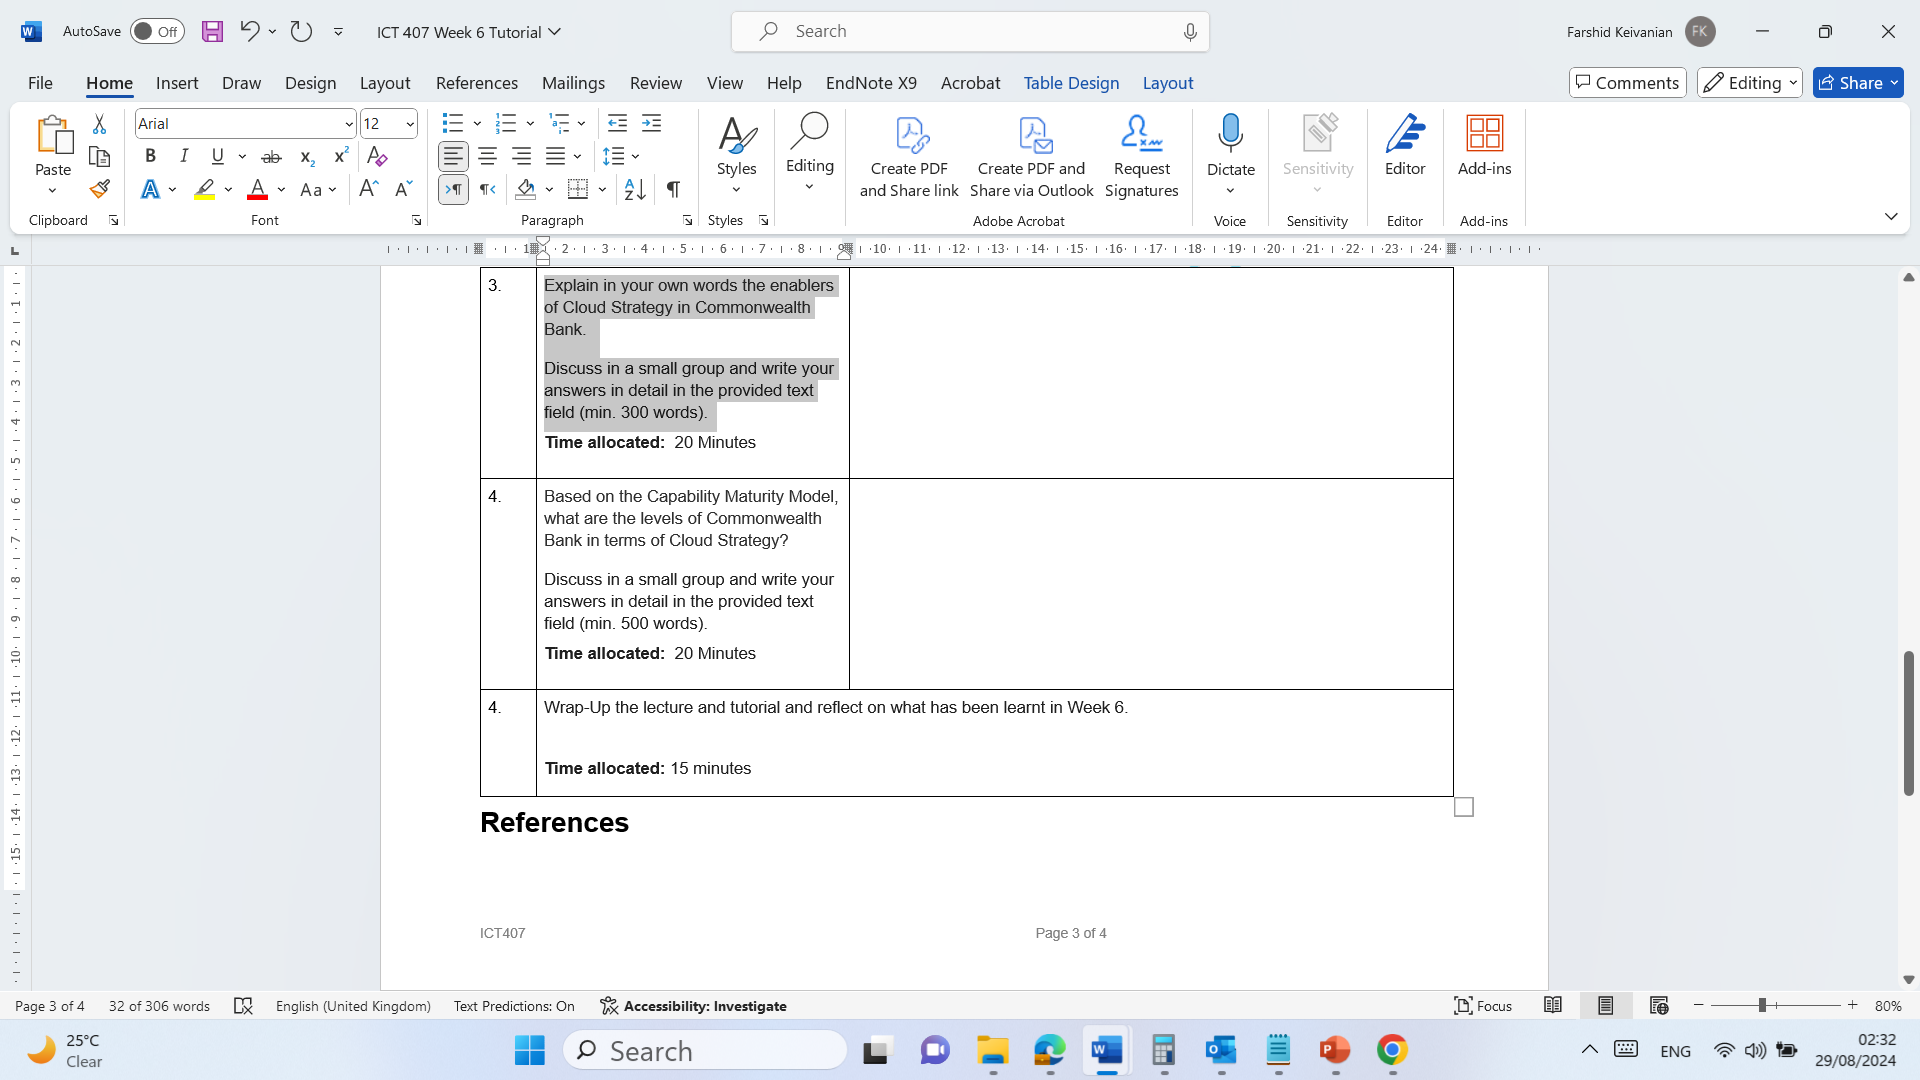 AutoSave Off ICT 407 Week 6 Tutorial Search Farshid Keivanian FK
File Home Insert Draw Design Layout References Mailings Review View Help EndNote X9 Acrobat Table Design Layout Comments Editing Share
Paste
Arial 12
Styles Editing
Create PDF and Share link
Create PDF and Share via Outlook
Request Signatures
Dictate Sensitivity Editor Add-ins
Clipboard Font Paragraph Styles Adobe Acrobat Voice Sensitivity Editor Add-ins
3.
Explain in your own words the enablers
of Cloud Strategy in Commonwealth
Bank.
Discuss in a small group and write your
answers in detail in the provided text
field (min. 300 words).
Time allocated: 20 Minutes
4.
Based on the Capability Maturity Model,
what are the levels of Commonwealth
Bank in terms of Cloud Strategy?
Discuss in a small group and write your
answers in detail in the provided text
field (min. 500 words).
Time allocated: 20 Minutes
4.
Wrap-Up the lecture and tutorial and reflect on what has been learnt in Week 6.
Time allocated: 15 minutes
References
ICT407 Page 3 of 4
Page 3 of 4 32 of 306 words English (United Kingdom) Text Predictions: On Accessibility: Investigate Focus 80%
25°C
Clear
Search
ENG
02:32
29/08/2024